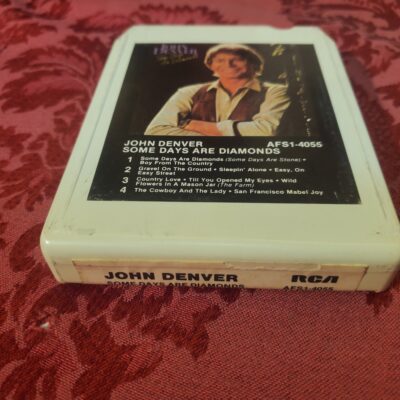 JOHN DENVER AFS1-4055
SOME DAYS ARE DIAMONDS
1 Some Days Are Diamonds (Some Days Are Stone) •
Boy From The Country
2 Gravel On The Ground • Sleepin' Alone • Easy, On
Easy Street
3 Country Love • Till You Opened My Eyes • Wild
Flowers In A Mason Jar (The Farm)
4 The Cowboy And The Lady • San Francisco Mabel Joy
JOHN DENVER RCA
SOME DAYS ARE DIAMONDS AFS1-4055